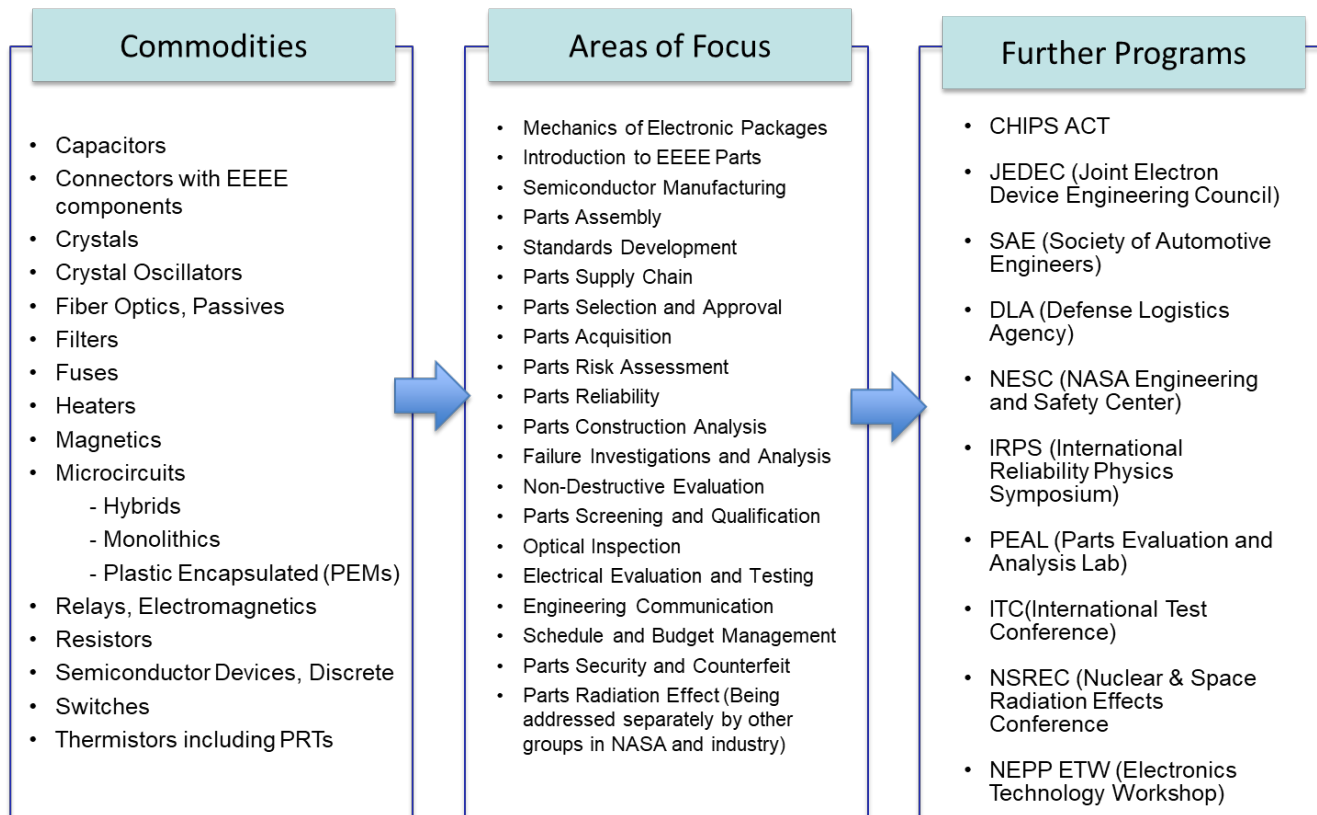 Commodities
• Capacitors
• Connectors with EEEE
components
• Crystals
• Crystal Oscillators
• Fiber Optics, Passives
• Filters
• Fuses
• Heaters
• Magnetics
• Microcircuits
- Hybrids
- Monolithics
- Plastic Encapsulated (PEMs)
• Relays, Electromagnetics
• Resistors
• Semiconductor Devices, Discrete
• Switches
• Thermistors including PRTs
Areas of Focus
• Mechanics of Electronic Packages
• Introduction to EEEE Parts
• Semiconductor Manufacturing
• Parts Assembly
• Standards Development
• Parts Supply Chain
• Parts Selection and Approval
• Parts Acquisition
• Parts Risk Assessment
• Parts Reliability
• Parts Construction Analysis
• Failure Investigations and Analysis
• Non-Destructive Evaluation
• Parts Screening and Qualification
• Optical Inspection
• Electrical Evaluation and Testing
• Engineering Communication
• Schedule and Budget Management
• Parts Security and Counterfeit
• Parts Radiation Effect (Being
addressed separately by other
groups in NASA and industry)
Further Programs
• CHIPS ACT
• JEDEC (Joint Electron
Device Engineering Council)
• SAE (Society of Automotive
Engineers)
• DLA (Defense Logistics
Agency)
• NESC (NASA Engineering
and Safety Center)
• IRPS (International
Reliability Physics
Symposium)
• PEAL (Parts Evaluation and
Analysis Lab)
• ITC(International Test
Conference)
• NSREC (Nuclear & Space
Radiation Effects
Conference
• NEPP ETW (Electronics
Technology Workshop)